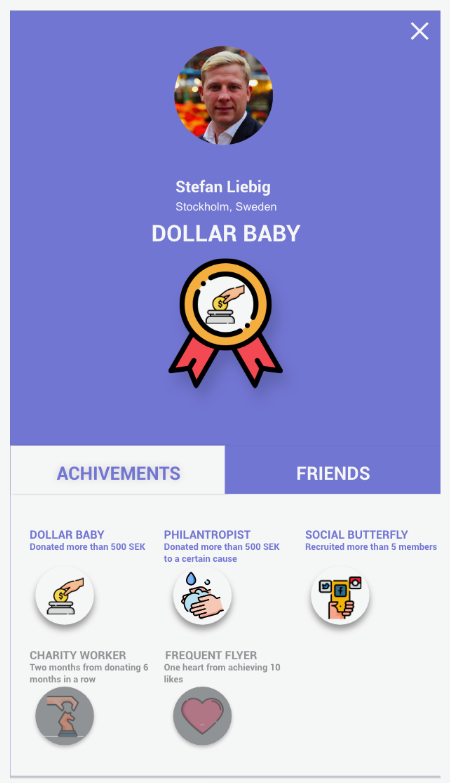 Stefan Liebig
Stockholm, Sweden
DOLLAR BABY
$
ACHIVEMENTS
FRIENDS
DOLLAR BABY
Donated more than 500 SEK
PHILANTROPIST
Donated more than 500 SEK
to a certain cause
SOCIAL BUTTERFLY
Recruited more than 5 members
$
CHARITY WORKER
Two months from donating 6
months in a row
FREQUENT FLYER
One heart from achieving 10
likes